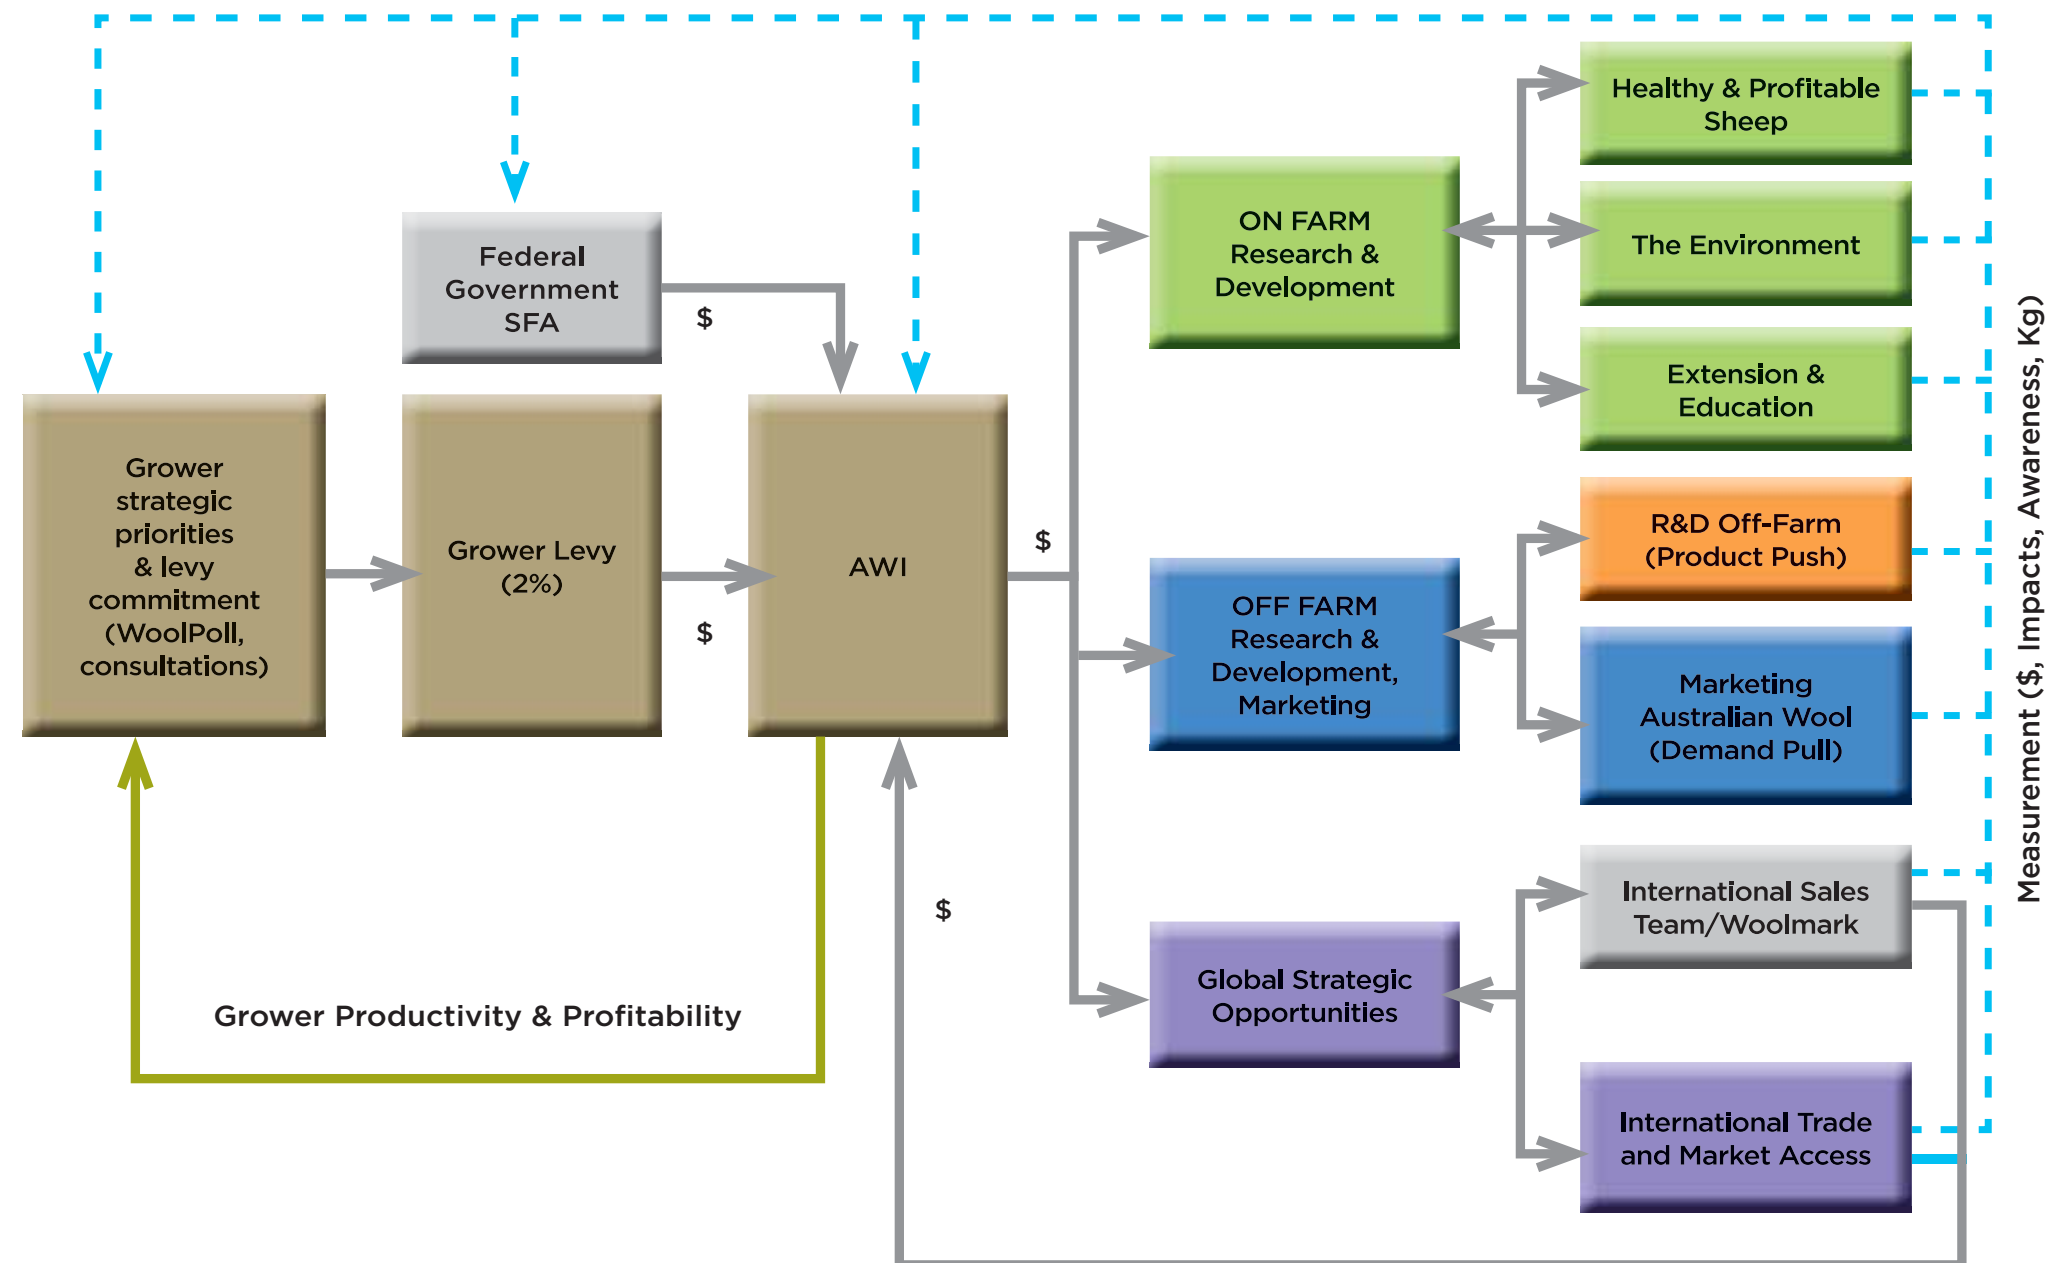 Grower
strategic
priorities
& levy
commitment
(WoolPoll,
consultations)
Federal
Government
SFA
$
Grower Levy
(2%)
$
AWI
$
ON FARM
Research &
Development
OFF FARM
Research &
Development,
Marketing
Global Strategic
Opportunities
Healthy & Profitable
Sheep
The Environment
Extension &
Education
R&D Off-Farm
(Product Push)
Marketing
Australian Wool
(Demand Pull)
International Sales
Team/Woolmark
International Trade
and Market Access
$
Grower Productivity & Profitability
Measurement ($, Impacts, Awareness, Kg)